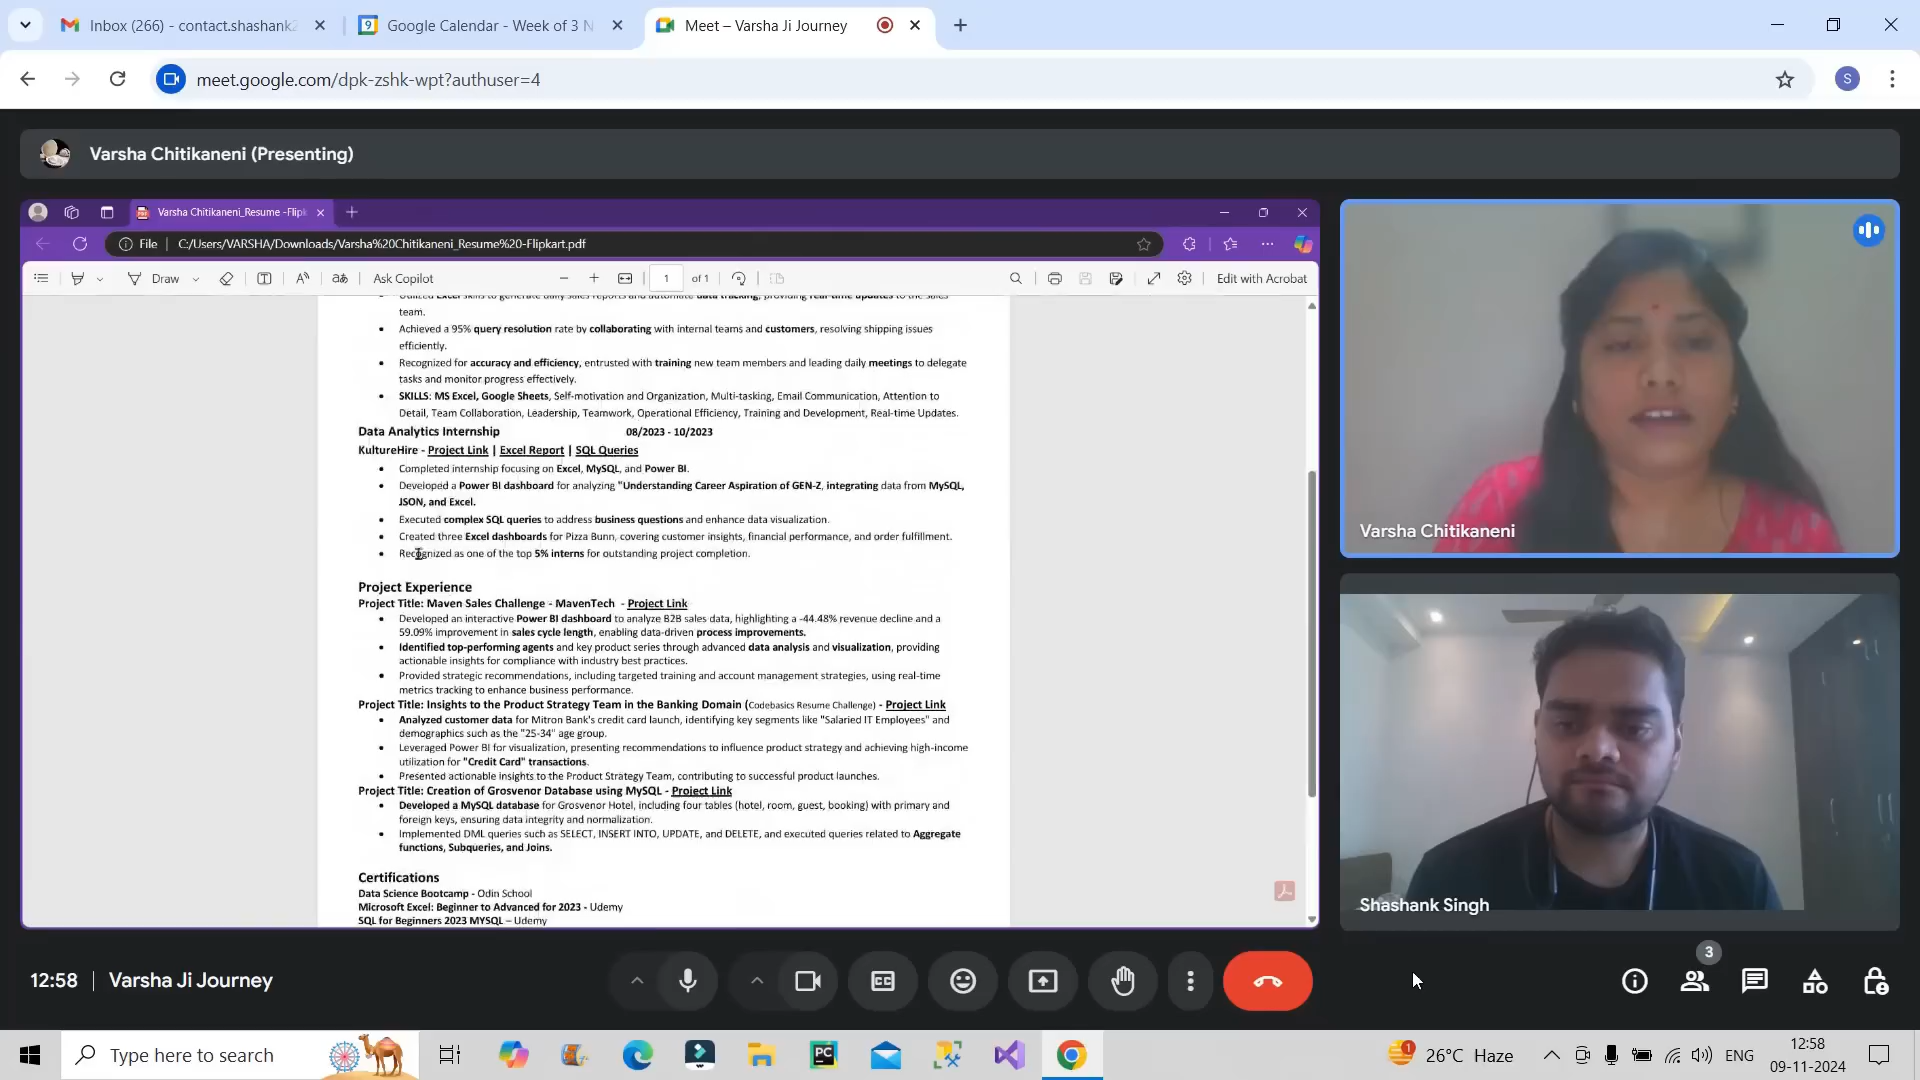 Inbox (266) - contact.shashank2
Google Calendar - Week of 3 N
Meet – Varsha Ji Journey
meet.google.com/dpk-zshk-wpt?authuser=4
S
Varsha Chitikaneni (Presenting)
Varsha Chitikaneni_Resume -Flipk
File
C:/Users/VARSHA/Downloads/Varsha%20Chitikaneni_Resume%20-Flipkart.pdf
Draw
Ask Copilot
1
of 1
Edit with Acrobat
Utilized Excel skills to generate daily sales reports and automate data tracking, providing real-time updates to the sales
team.
• Achieved a 95% query resolution rate by collaborating with internal teams and customers, resolving shipping issues
efficiently.
• Recognized for accuracy and efficiency, entrusted with training new team members and leading daily meetings to delegate
tasks and monitor progress effectively.
• SKILLS: MS Excel, Google Sheets, Self-motivation and Organization, Multi-tasking, Email Communication, Attention to
Detail, Team Collaboration, Leadership, Teamwork, Operational Efficiency, Training and Development, Real-time Updates.
Data Analytics Internship 08/2023 - 10/2023
KultureHire - Project Link | Excel Report | SQL Queries
• Completed internship focusing on Excel, MySQL, and Power BI.
• Developed a Power BI dashboard for analyzing "Understanding Career Aspiration of GEN-Z, integrating data from MySQL,
JSON, and Excel.
• Executed complex SQL queries to address business questions and enhance data visualization.
• Created three Excel dashboards for Pizza Bunn, covering customer insights, financial performance, and order fulfillment.
• Recognized as one of the top 5% interns for outstanding project completion.
Project Experience
Project Title: Maven Sales Challenge - MavenTech - Project Link
• Developed an interactive Power BI dashboard to analyze B2B sales data, highlighting a -44.48% revenue decline and a
59.09% improvement in sales cycle length, enabling data-driven process improvements.
• Identified top-performing agents and key product series through advanced data analysis and visualization, providing
actionable insights for compliance with industry best practices.
• Provided strategic recommendations, including targeted training and account management strategies, using real-time
metrics tracking to enhance business performance.
Project Title: Insights to the Product Strategy Team in the Banking Domain (Codebasics Resume Challenge) - Project Link
• Analyzed customer data for Mitron Bank's credit card launch, identifying key segments like "Salaried IT Employees" and
demographics such as the "25-34" age group.
• Leveraged Power BI for visualization, presenting recommendations to influence product strategy and achieving high-income
utilization for "Credit Card" transactions.
• Presented actionable insights to the Product Strategy Team, contributing to successful product launches.
Project Title: Creation of Grosvenor Database using MySQL - Project Link
• Developed a MySQL database for Grosvenor Hotel, including four tables (hotel, room, guest, booking) with primary and
foreign keys, ensuring data integrity and normalization.
• Implemented DML queries such as SELECT, INSERT INTO, UPDATE, and DELETE, and executed queries related to Aggregate
functions, Subqueries, and Joins.
Certifications
Data Science Bootcamp - Odin School
Microsoft Excel: Beginner to Advanced for 2023 - Udemy
SQL for Beginners 2023 MYSQL – Udemy
Varsha Chitikaneni
Shashank Singh
12:58
Varsha Ji Journey
3
Type here to search
1
26°C Haze
ENG
12:58
09-11-2024